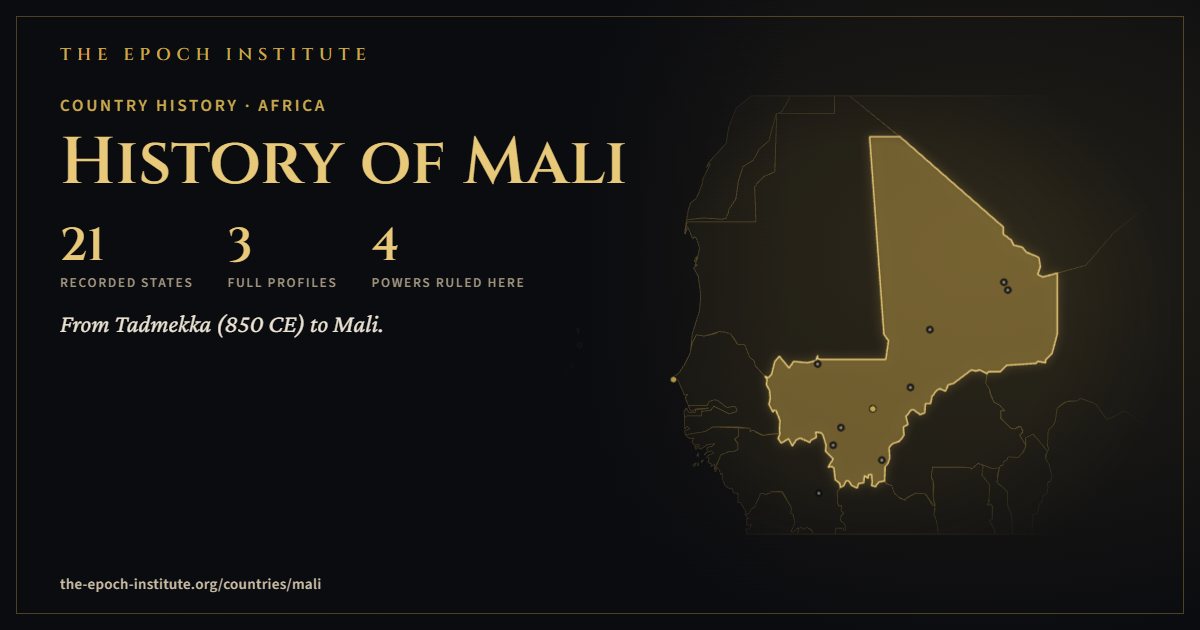 THE EPOCH INSTITUTE
COUNTRY HISTORY · AFRICA
HISTORY OF MALI
21 3 4
RECORDED STATES FULL PROFILES POWERS RULED HERE
From Tadmekka (850 CE) to Mali.
the-epoch-institute.org/countries/mali